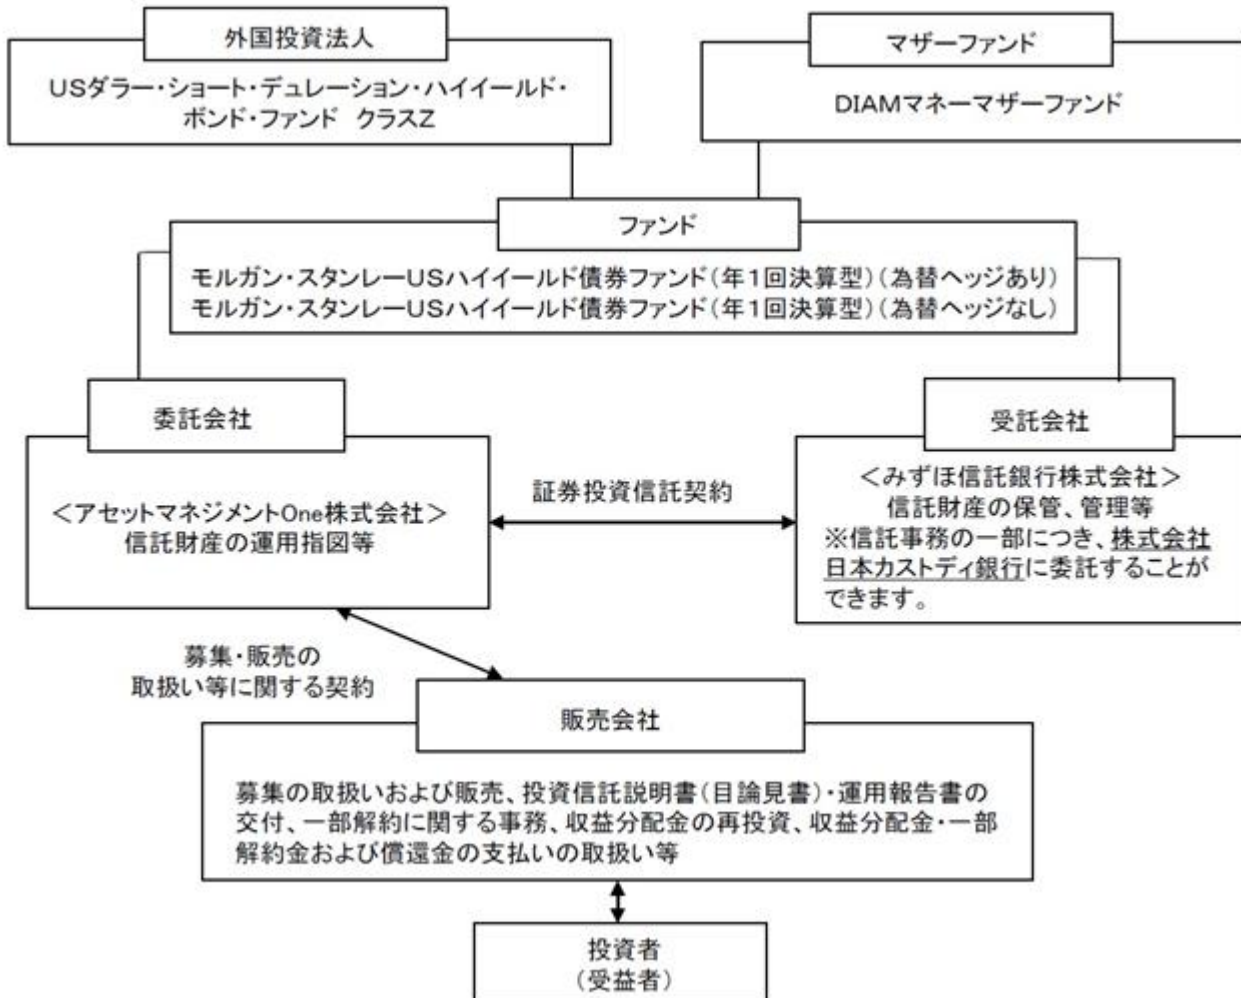 外国投資法人
USダラー・ショート・デュレーション・ハイイールド・
ボンド・ファンド　クラスZ
マザーファンド
DIAMマネーマザーファンド
ファンド
モルガン・スタンレーUSハイイールド債券ファンド(年1回決算型)(為替ヘッジあり)
モルガン・スタンレーUSハイイールド債券ファンド(年1回決算型)(為替ヘッジなし)
委託会社
＜アセットマネジメントOne株式会社＞
信託財産の運用指図等
証券投資信託契約
受託会社
＜みずほ信託銀行株式会社＞
信託財産の保管、管理等
※信託事務の一部につき、株式会社
日本カストディ銀行に委託することが
できます。
募集・販売の
取扱い等に関する契約
販売会社
募集の取扱いおよび販売、投資信託説明書(目論見書)・運用報告書の
交付、一部解約に関する事務、収益分配金の再投資、収益分配金・一部
解約金および償還金の支払いの取扱い等
投資者
(受益者)